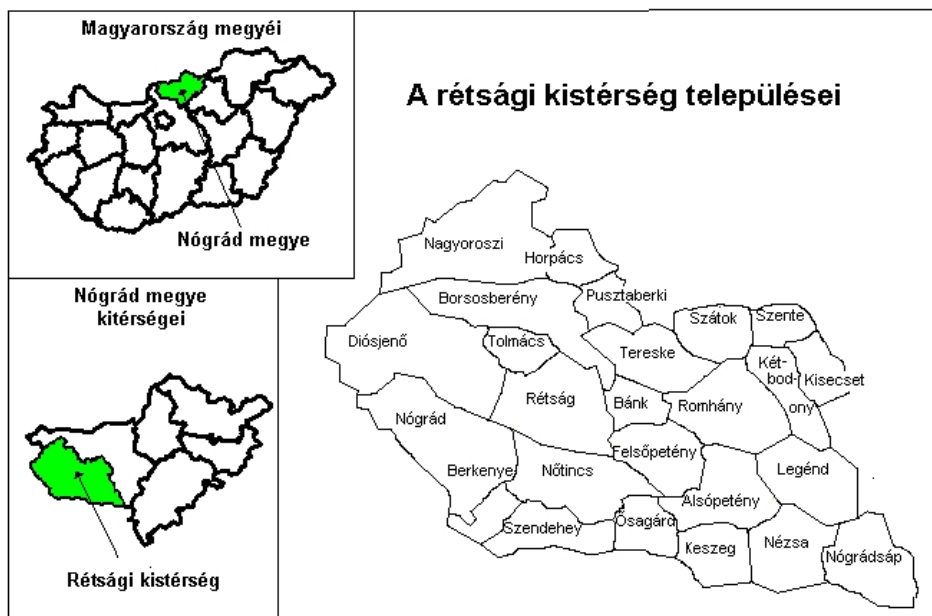 Magyarország megyéi
Nógrád megye
A rétsági kistérség települései
Nógrád megye
kitérségei
Rétsági kistérség
Nagyoroszi
Horpács
Borsosberény
Pusztaberki
Szátok
Szente
Diósjenő
Tolmács
Tereske
Két-
bod-
ony
Kisecset
Rétság
Bánk
Romhány
Nógrád
Felsőpetény
Berkenye
Nőtincs
Legénd
Alsópetény
Szendehey
Ősagárd
Keszeg
Nézsa
Nógrádsáp